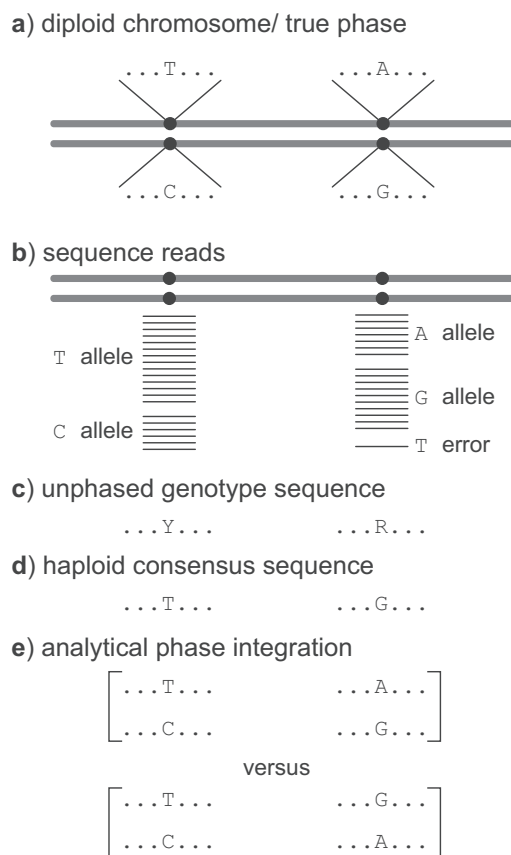 a) diploid chromosome/ true phase
...T... ...A...
...C... ...G...
b) sequence reads
T allele A allele
C allele G allele
T error
c) unphased genotype sequence
...Y... ...R...
d) haploid consensus sequence
...T... ...G...
e) analytical phase integration
...T... ...A...
...C... ...G...
versus
...T... ...G...
...C... ...A...